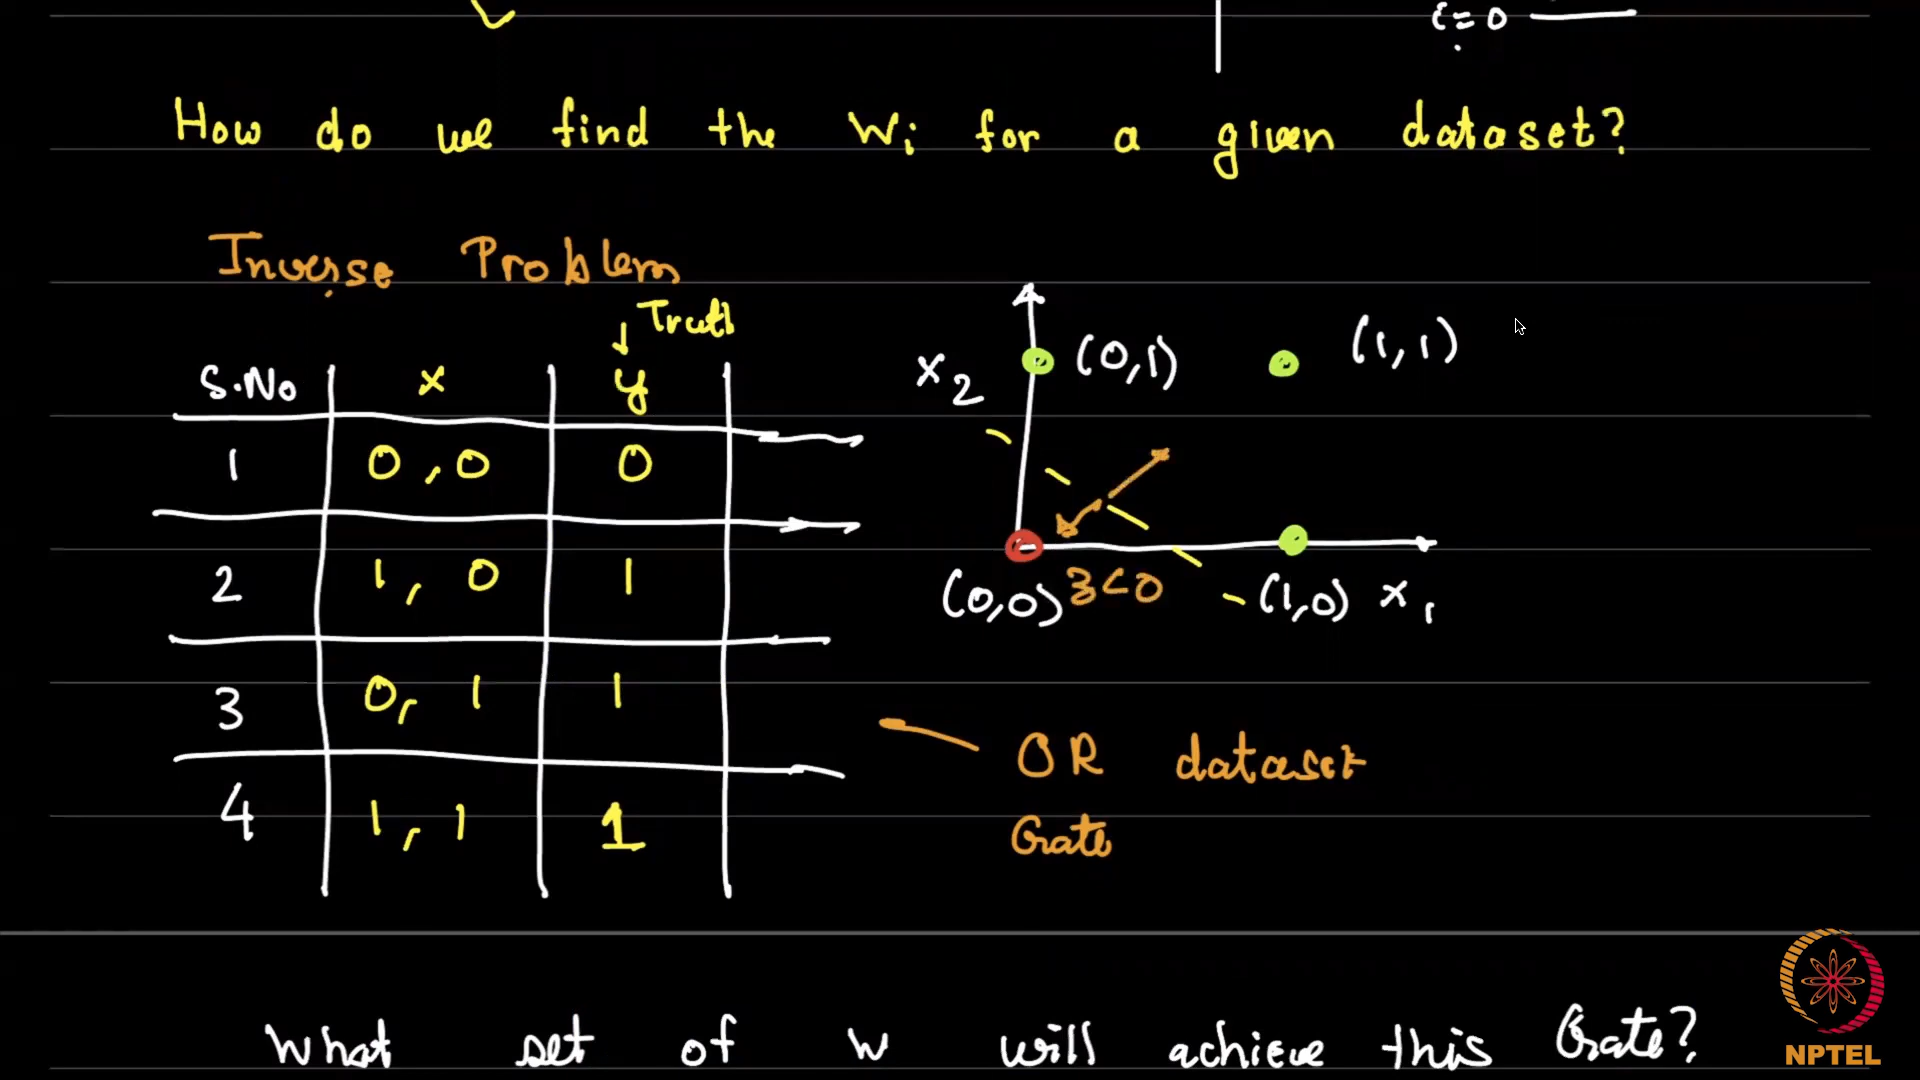 i = 0
How do we find the Wi for a given dataset?
Inverse Problem
Truth
S.No x y
1 0,0 0
2 1,0 1
3 0,1 1
4 1,1 1
x2 (0,1) (1,1)
(0,0) z<0 (1,0) x1
OR dataset
Gate
What set of w will achieve this Gate?
NPTEL